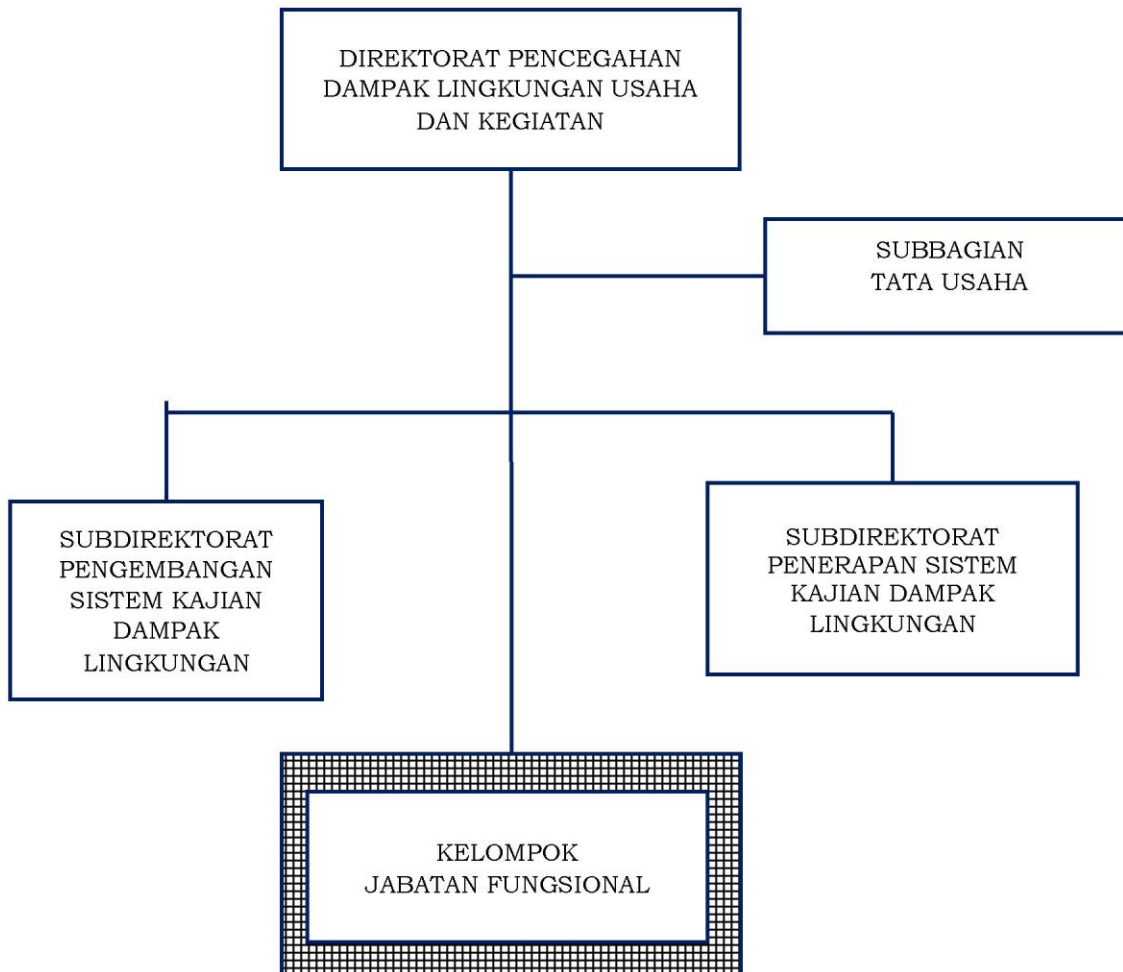 DIREKTORAT PENCEGAHAN
DAMPAK LINGKUNGAN USAHA
DAN KEGIATAN
SUBBAGIAN
TATA USAHA
SUBDIREKTORAT
PENGEMBANGAN
SISTEM KAJIAN
DAMPAK
LINGKUNGAN
SUBDIREKTORAT
PENERAPAN SISTEM
KAJIAN DAMPAK
LINGKUNGAN
KELOMPOK
JABATAN FUNGSIONAL